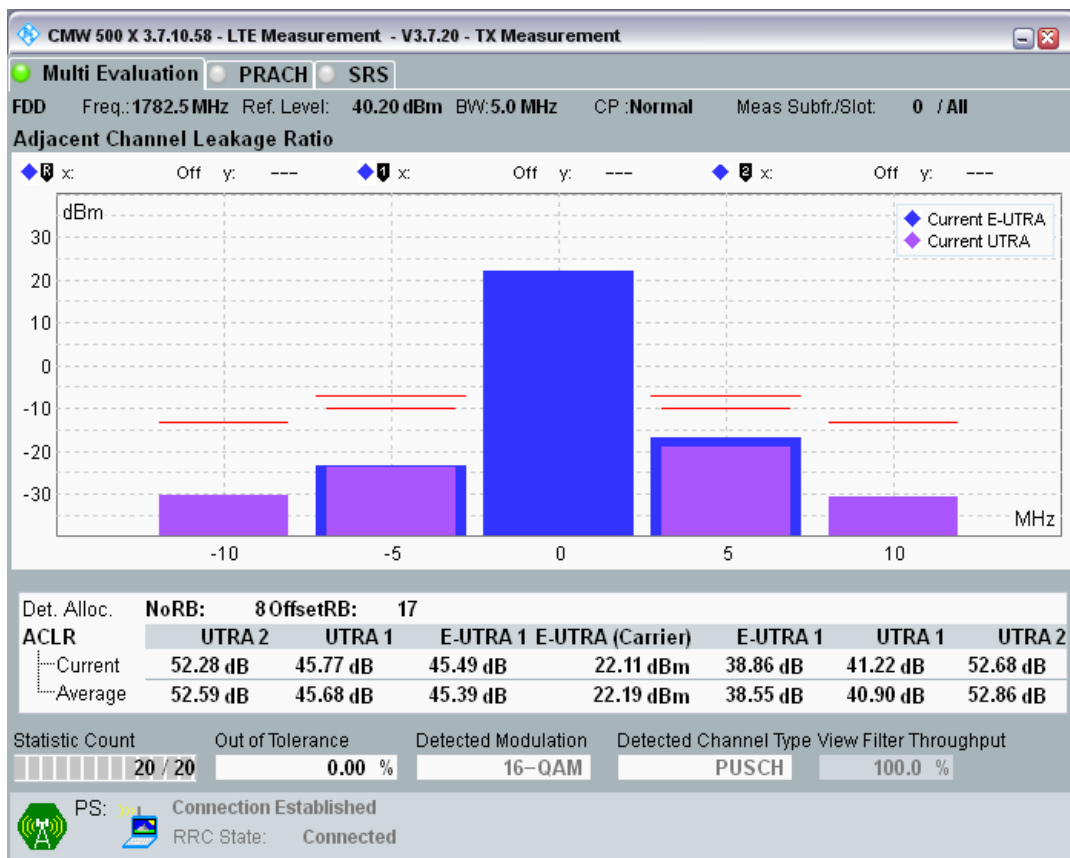 CMW 500 X 3.7.10.58 - LTE Measurement - V3.7.20 - TX Measurement
Multi Evaluation PRACH SRS
FDD Freq.: 1782.5 MHz Ref. Level: 40.20 dBm BW: 5.0 MHz CP : Normal Meas Subfr./Slot: 0 / All
Adjacent Channel Leakage Ratio
R x: Off y: --- 1 x: Off y: --- 2 x: Off y: ---
dBm
Current E-UTRA
Current UTRA
30
20
10
0
-10
-20
-30
MHz
-10 -5 0 5 10
Det. Alloc. NoRB: 8 OffsetRB: 17
ACLR UTRA 2 UTRA 1 E-UTRA 1 E-UTRA (Carrier) E-UTRA 1 UTRA 1 UTRA 2
Current 52.28 dB 45.77 dB 45.49 dB 22.11 dBm 38.86 dB 41.22 dB 52.68 dB
Average 52.59 dB 45.68 dB 45.39 dB 22.19 dBm 38.55 dB 40.90 dB 52.86 dB
Statistic Count Out of Tolerance Detected Modulation Detected Channel Type View Filter Throughput
20 / 20 0.00 % 16-QAM PUSCH 100.0 %
PS: Connection Established
RRC State: Connected